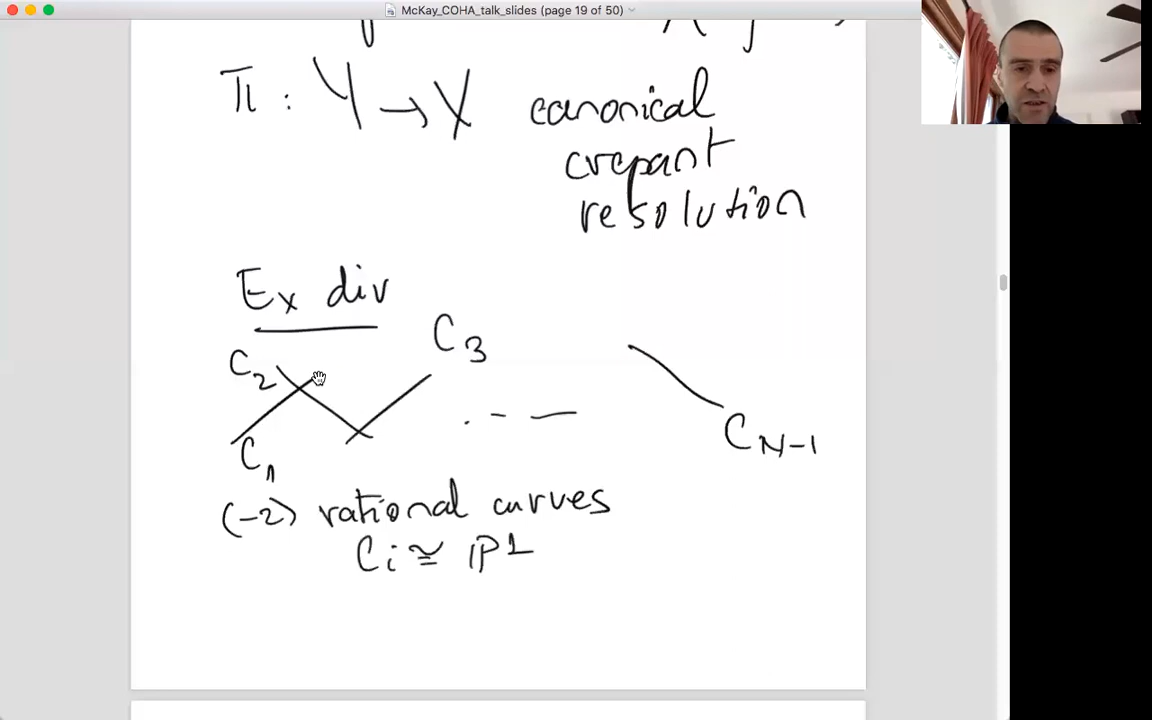 McKay_COHA_talk_slides (page 19 of 50)
π : Y → X canonical
crepant
resolution
Ex div
C3
C2
C1
. - —
CN-1
(-2) rational curves
Ci ≅ P1